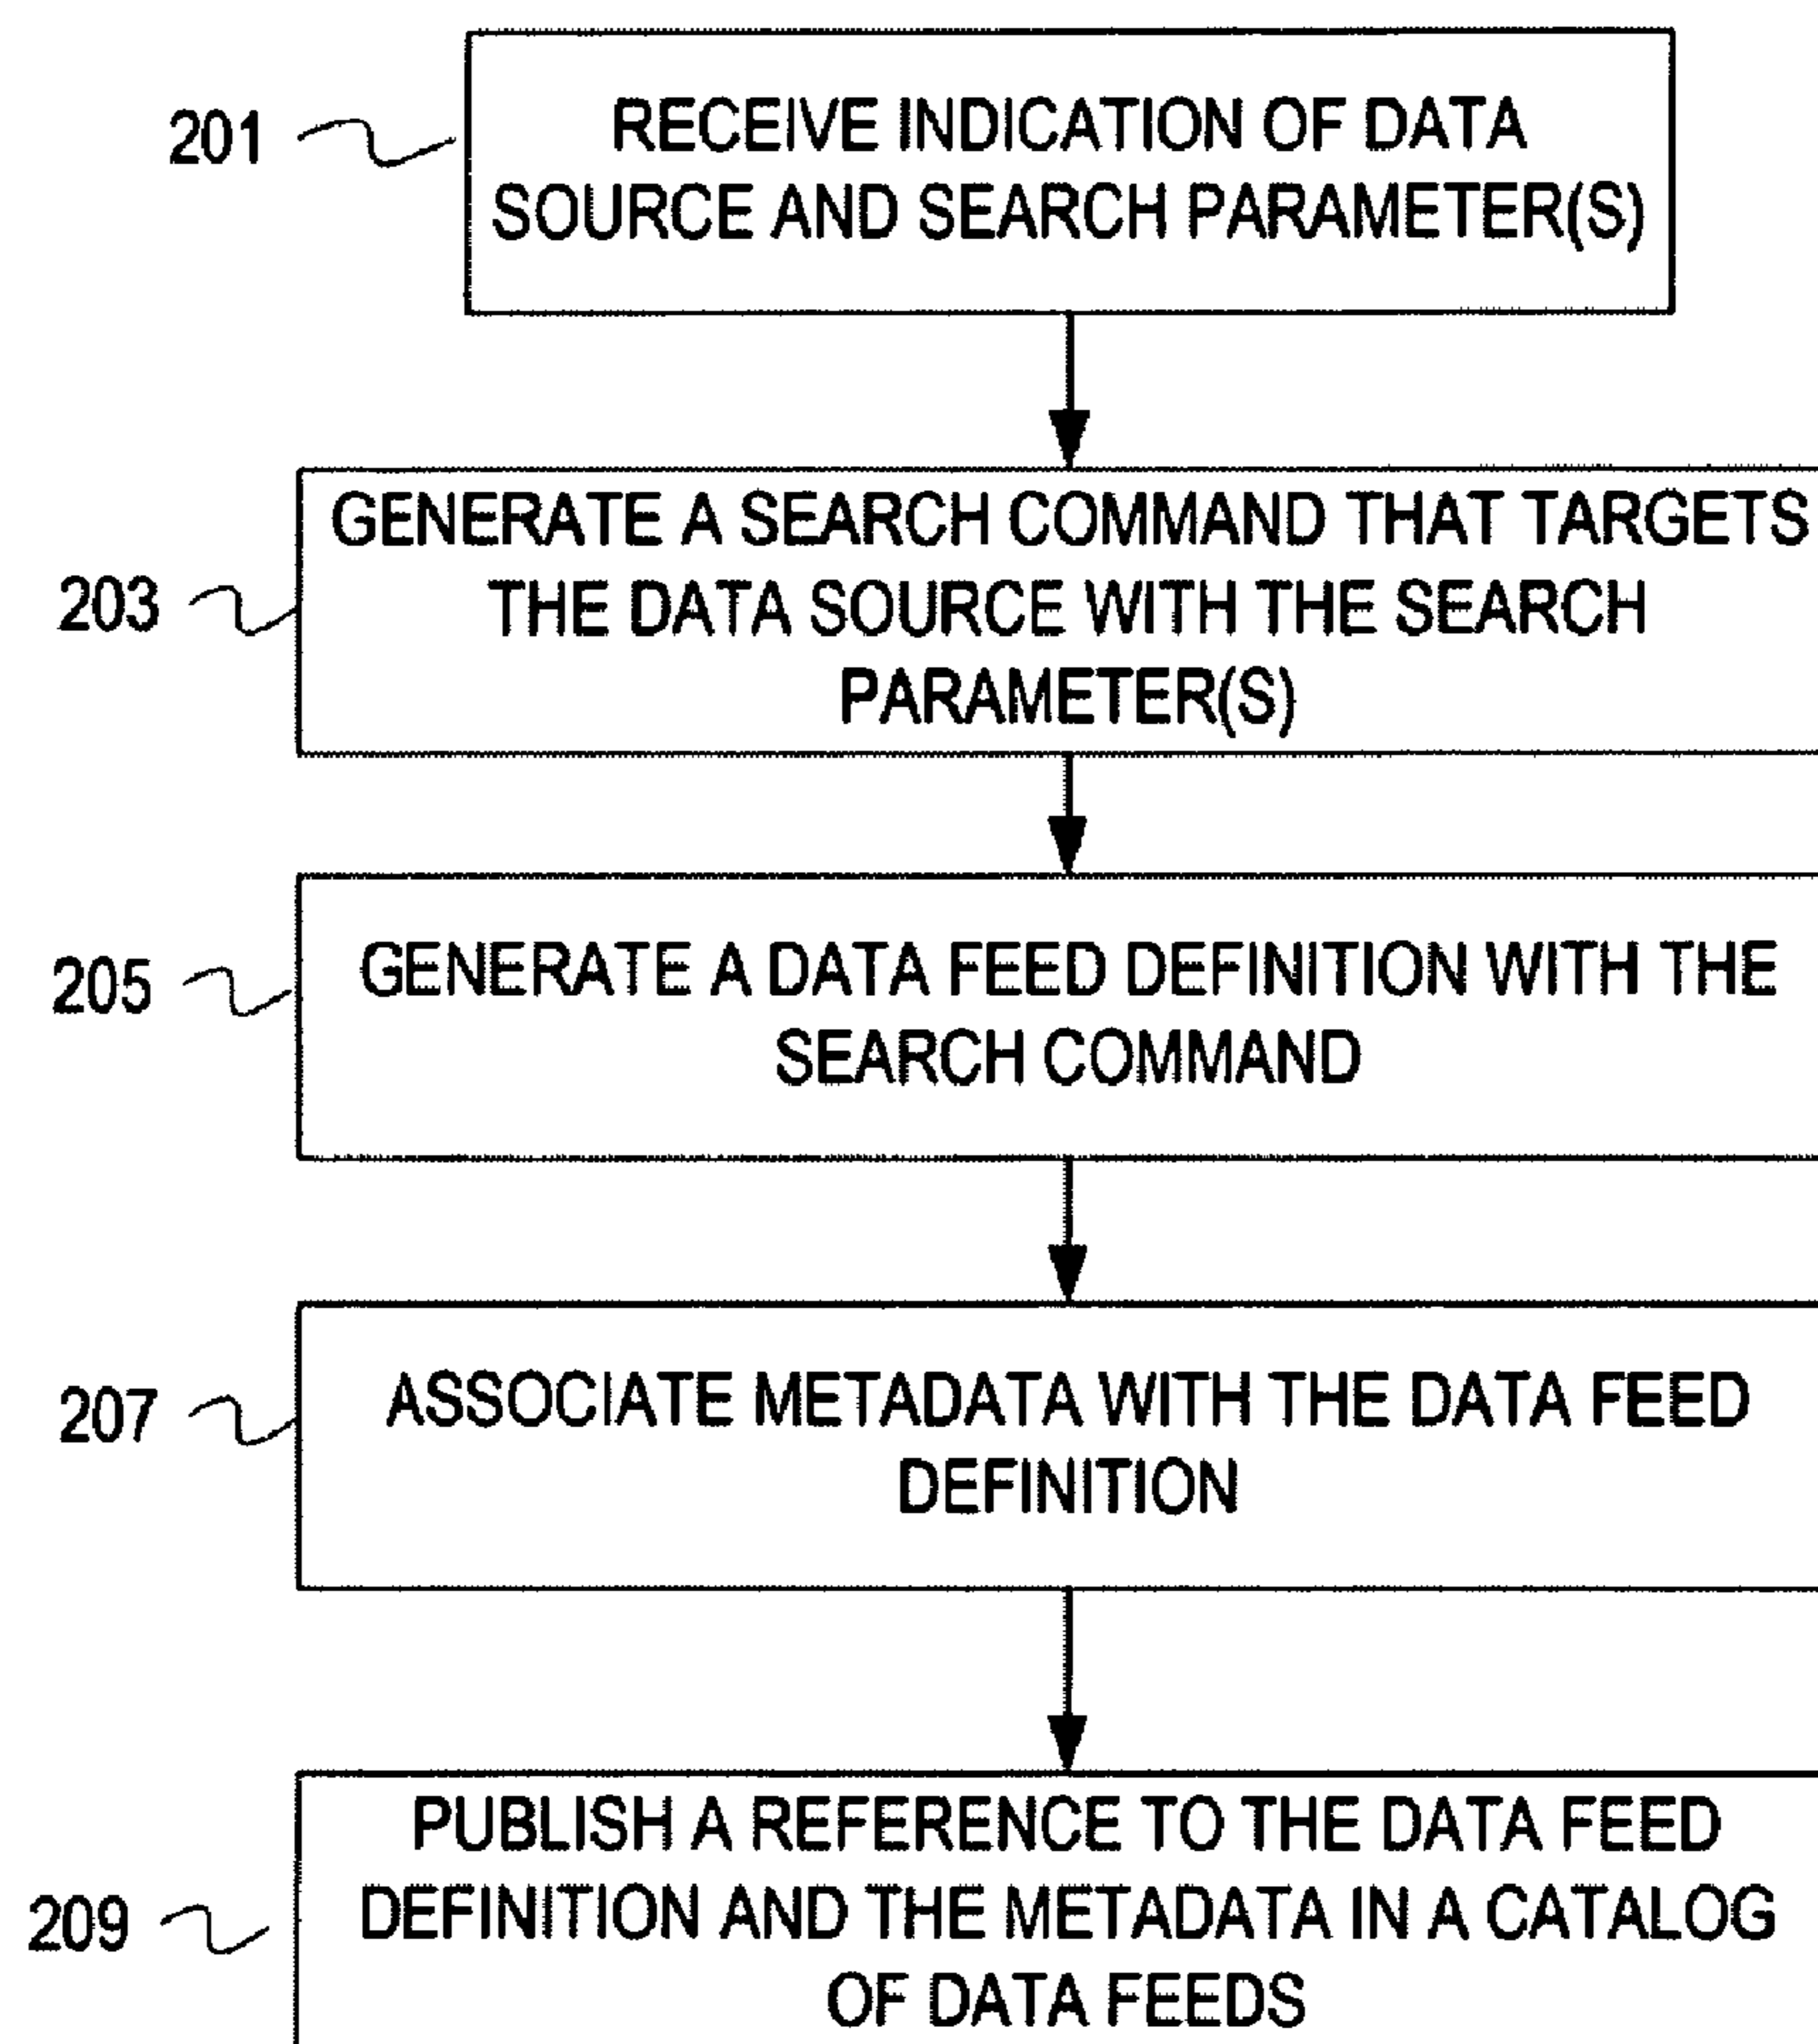 201
RECEIVE INDICATION OF DATA
SOURCE AND SEARCH PARAMETER(S)
203
GENERATE A SEARCH COMMAND THAT TARGETS
THE DATA SOURCE WITH THE SEARCH
PARAMETER(S)
205
GENERATE A DATA FEED DEFINITION WITH THE
SEARCH COMMAND
207
ASSOCIATE METADATA WITH THE DATA FEED
DEFINITION
209
PUBLISH A REFERENCE TO THE DATA FEED
DEFINITION AND THE METADATA IN A CATALOG
OF DATA FEEDS